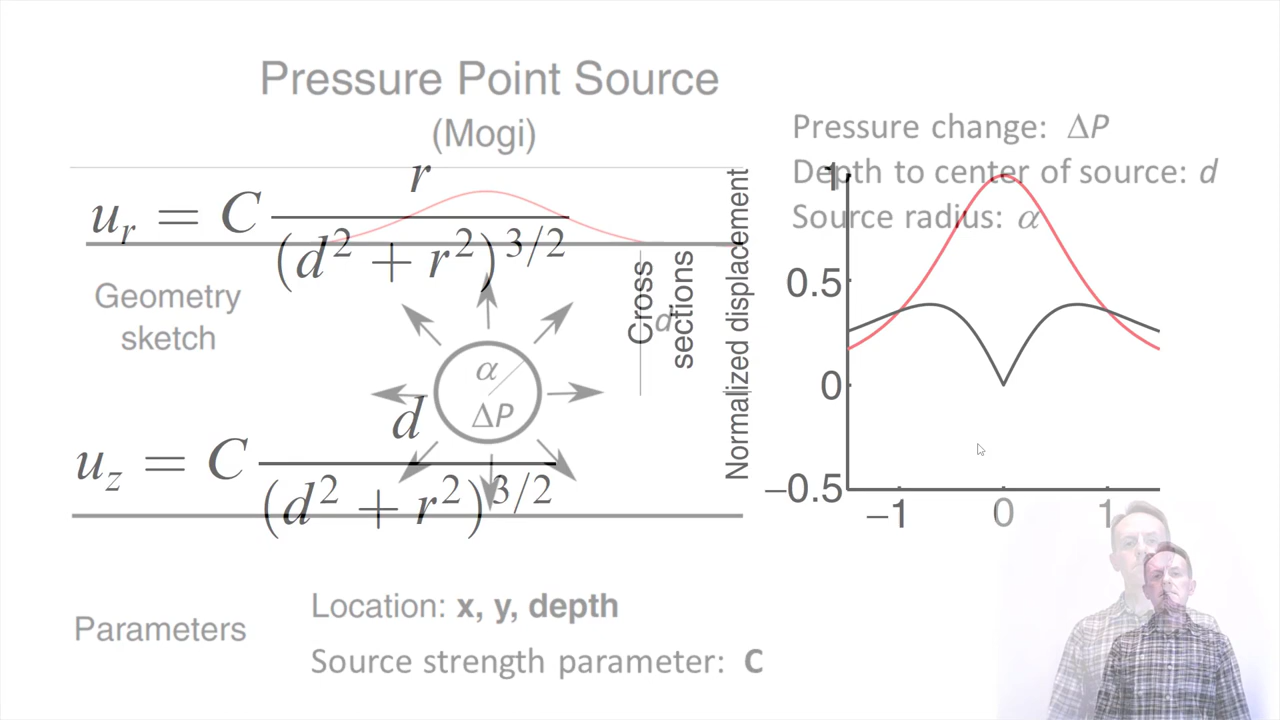 Pressure Point Source
(Mogi)
u_r = C r / (d² + r²)^3/2
Geometry
sketch
α
ΔP
d
u_z = C d / (d² + r²)^3/2
Parameters
Location: x, y, depth
Source strength parameter: C
Pressure change: ΔP
Depth to center of source: d
Source radius: α
Cross
sections
Normalized displacement
1
0.5
0
−0.5
−1 0 1